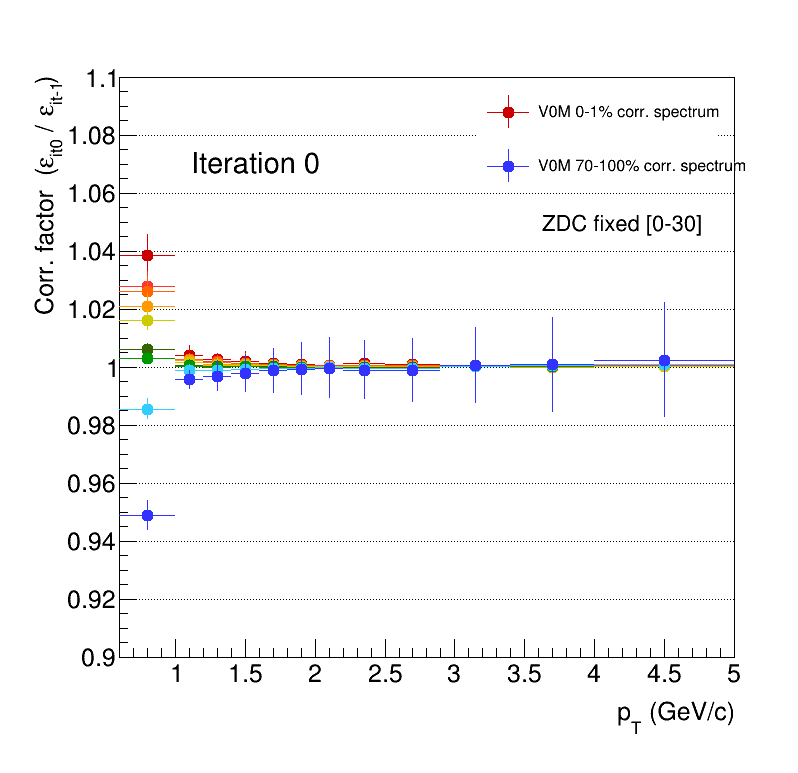 Corr. factor (ε_it0 / ε_it-1)
1.1
1.08
1.06
1.04
1.02
1
0.98
0.96
0.94
0.92
0.9
V0M 0-1% corr. spectrum
Iteration 0
V0M 70-100% corr. spectrum
ZDC fixed [0-30]
1 1.5 2 2.5 3 3.5 4 4.5 5
p_T (GeV/c)